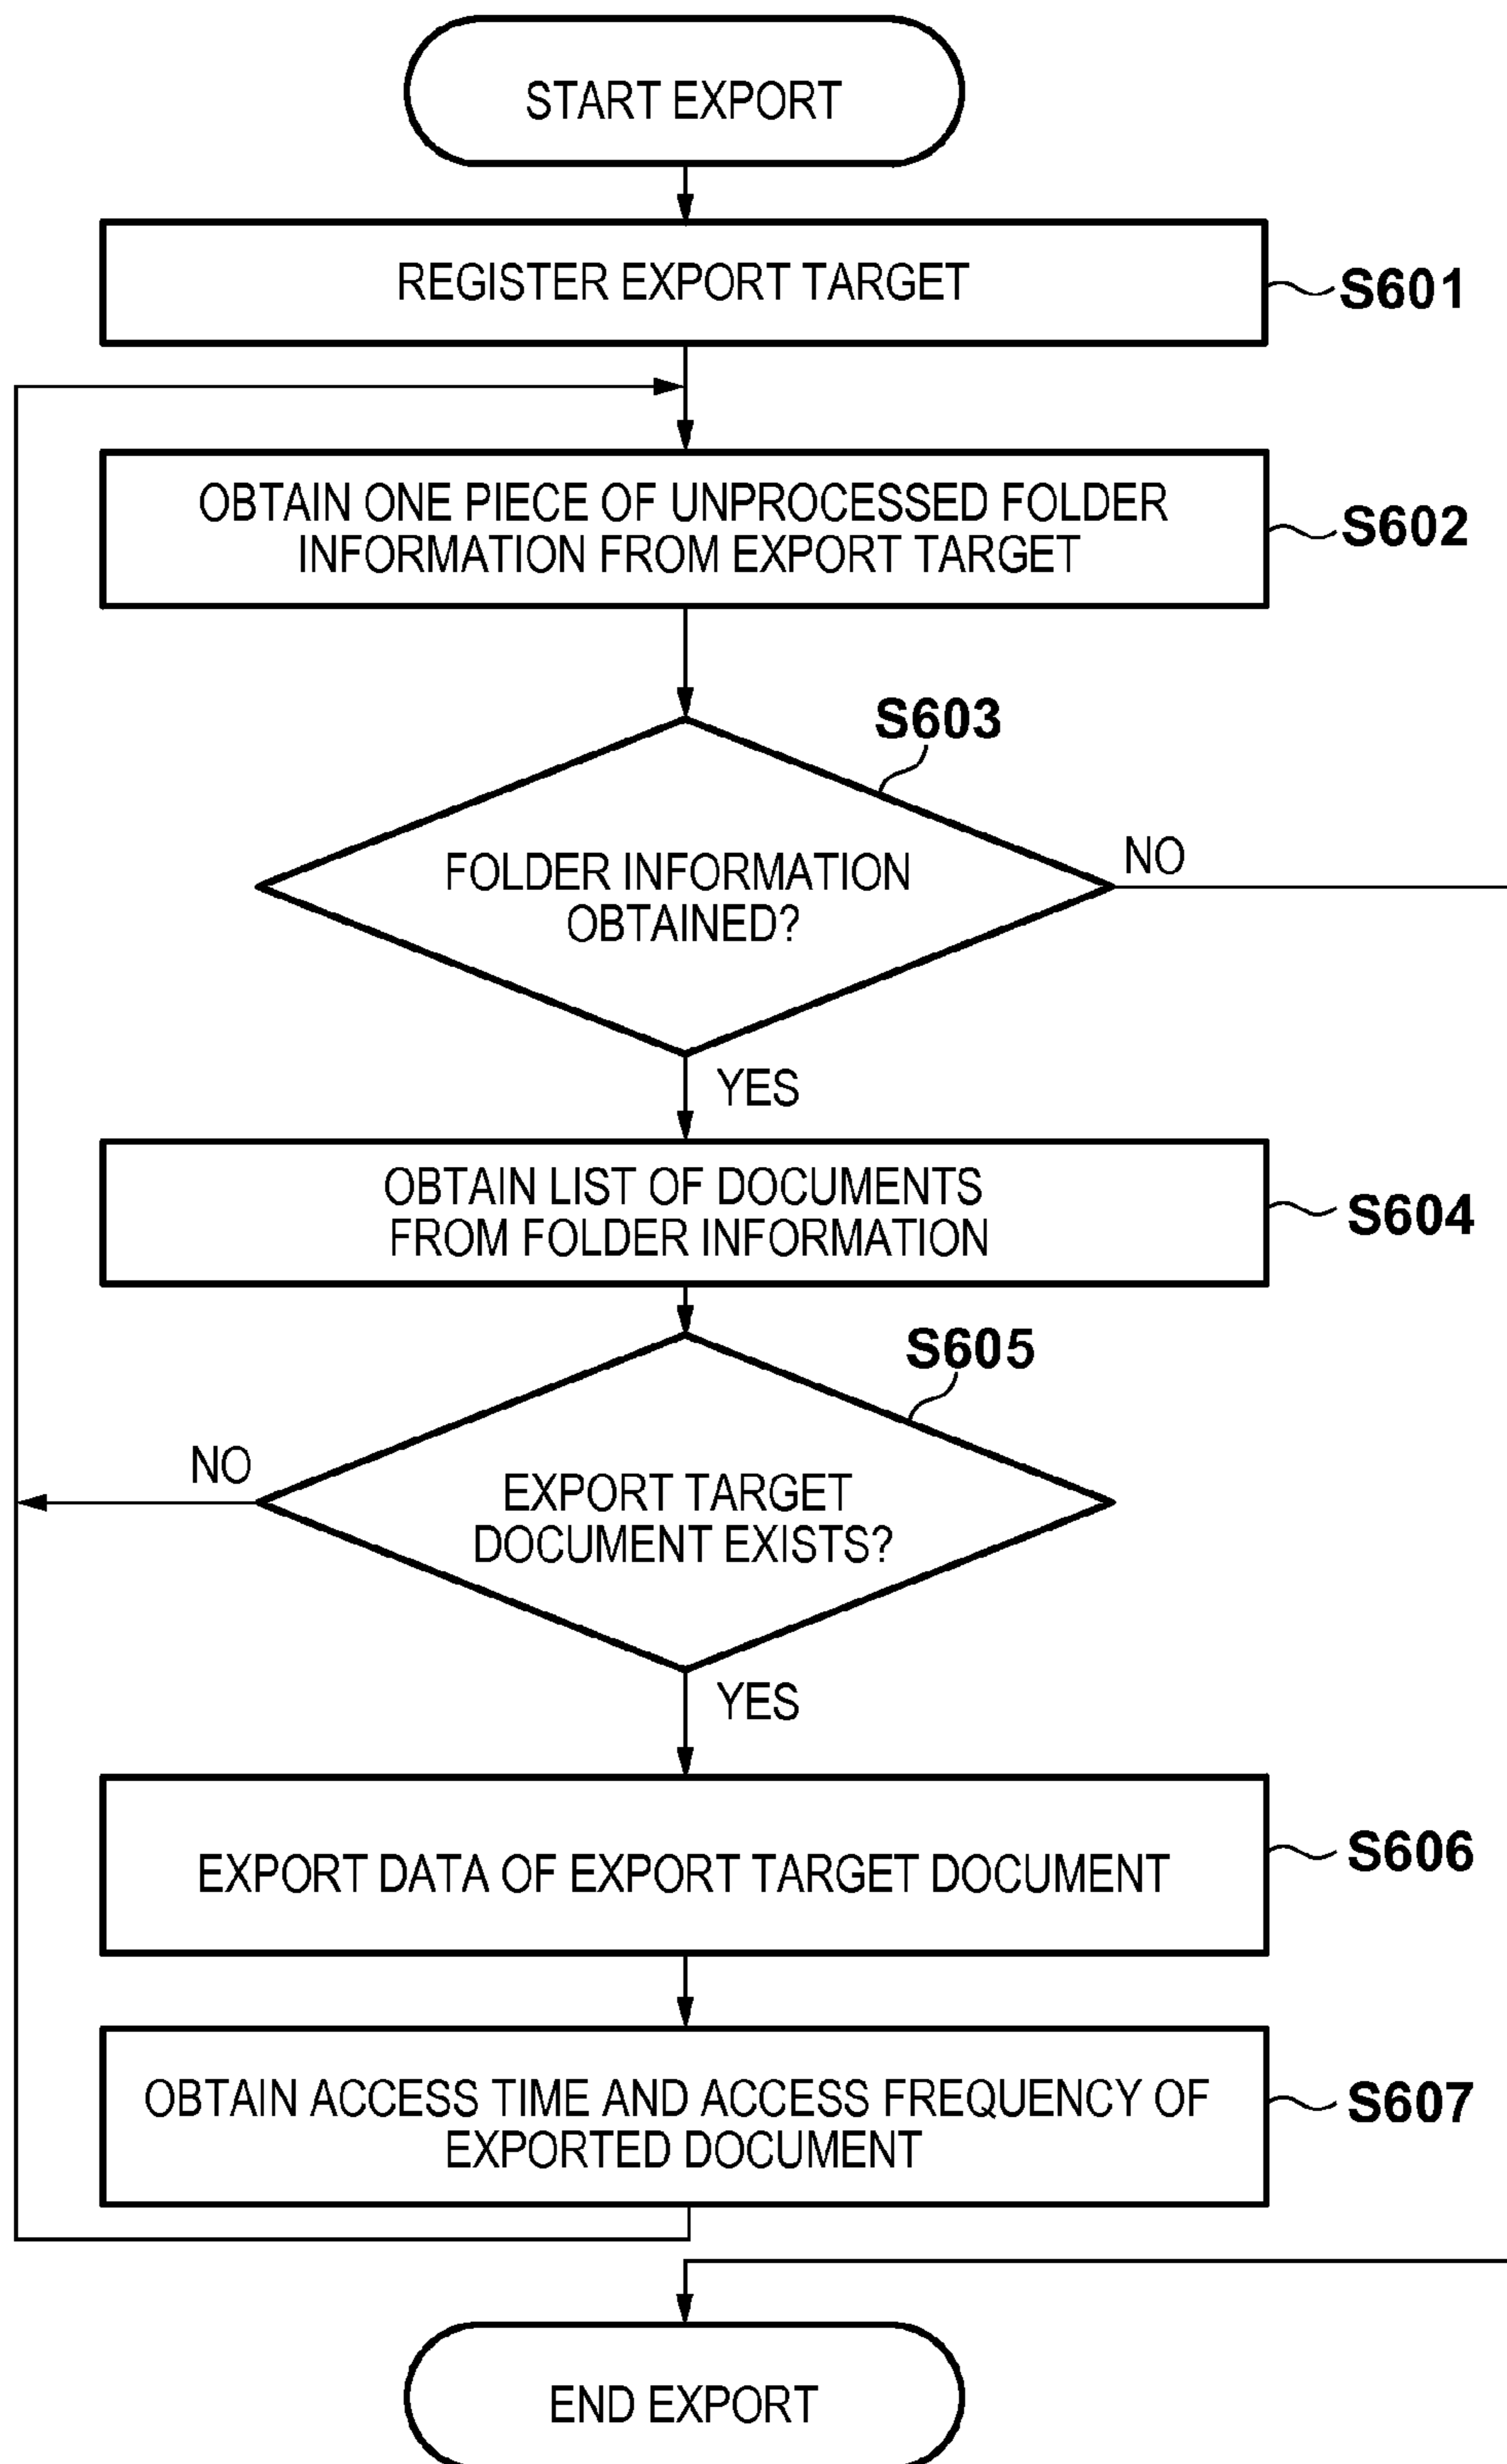 START EXPORT
REGISTER EXPORT TARGET
S601
OBTAIN ONE PIECE OF UNPROCESSED FOLDER
INFORMATION FROM EXPORT TARGET
S602
S603
FOLDER INFORMATION
OBTAINED?
NO
YES
OBTAIN LIST OF DOCUMENTS
FROM FOLDER INFORMATION
S604
S605
NO
EXPORT TARGET
DOCUMENT EXISTS?
YES
EXPORT DATA OF EXPORT TARGET DOCUMENT
S606
OBTAIN ACCESS TIME AND ACCESS FREQUENCY OF
EXPORTED DOCUMENT
S607
END EXPORT